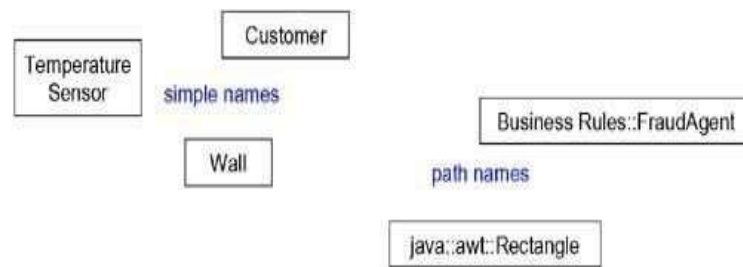 Customer
Temperature
Sensor
simple names
Business Rules::FraudAgent
Wall
path names
java::awt::Rectangle